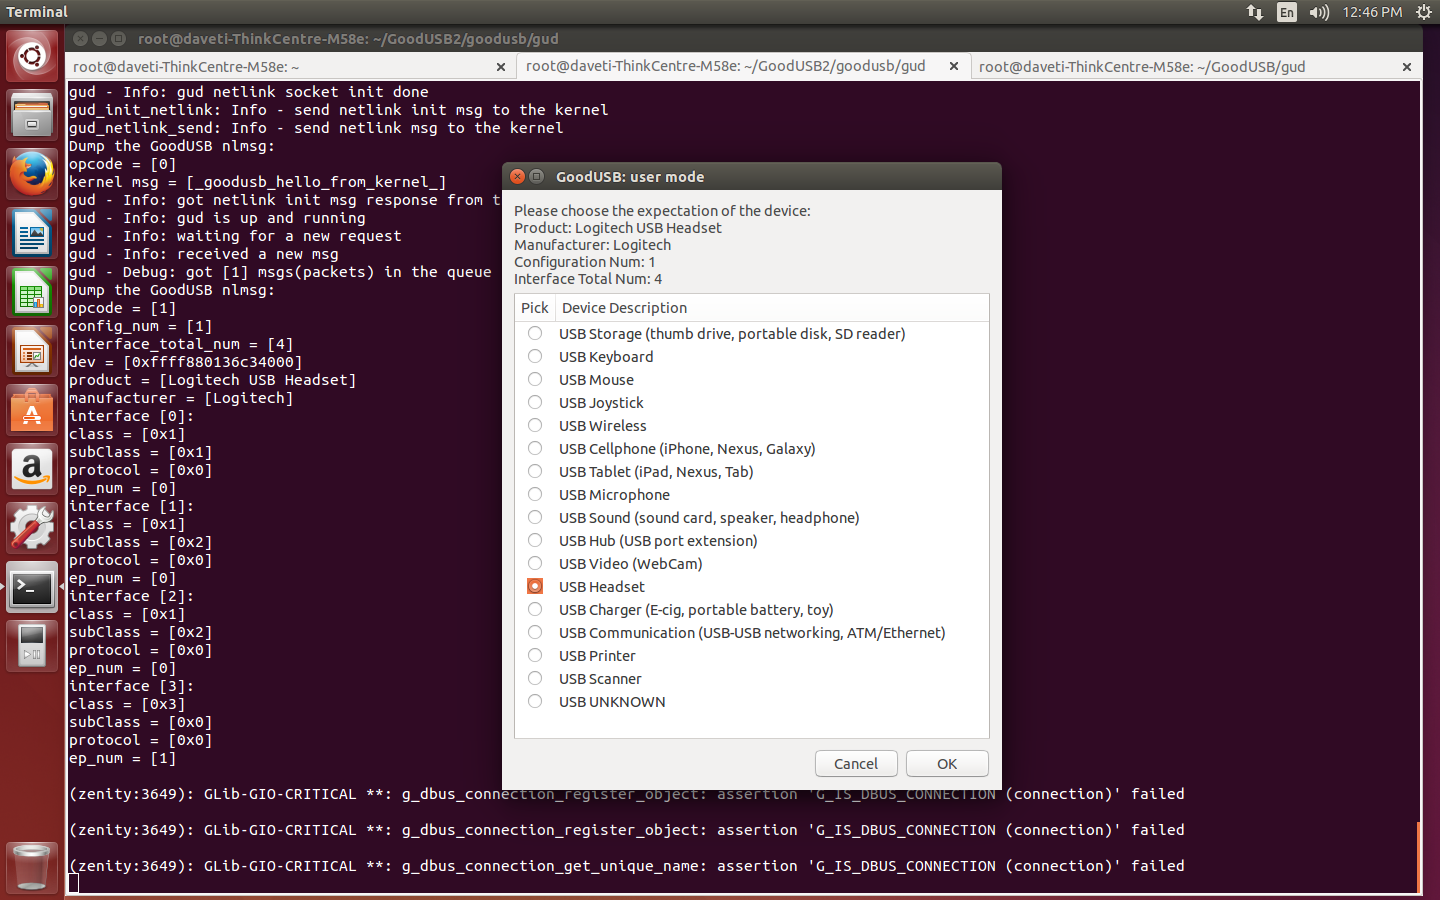 Terminal
En
12:46 PM
root@daveti-ThinkCentre-M58e: ~/GoodUSB2/goodusb/gud
root@daveti-ThinkCentre-M58e: ~
root@daveti-ThinkCentre-M58e: ~/GoodUSB2/goodusb/gud
root@daveti-ThinkCentre-M58e: ~/GoodUSB/gud
gud - Info: gud netlink socket init done
gud_init_netlink: Info - send netlink init msg to the kernel
gud_netlink_send: Info - send netlink msg to the kernel
Dump the GoodUSB nlmsg:
opcode = [0]
kernel msg = [_goodusb_hello_from_kernel_]
gud - Info: got netlink init msg response from t
gud - Info: gud is up and running
gud - Info: waiting for a new request
gud - Info: received a new msg
gud - Debug: got [1] msgs(packets) in the queue
Dump the GoodUSB nlmsg:
opcode = [1]
config_num = [1]
interface_total_num = [4]
dev = [0xffff880136c34000]
product = [Logitech USB Headset]
manufacturer = [Logitech]
interface [0]:
class = [0x1]
subClass = [0x1]
protocol = [0x0]
ep_num = [0]
interface [1]:
class = [0x1]
subClass = [0x2]
protocol = [0x0]
ep_num = [0]
interface [2]:
class = [0x1]
subClass = [0x2]
protocol = [0x0]
ep_num = [0]
interface [3]:
class = [0x3]
subClass = [0x0]
protocol = [0x0]
ep_num = [1]
(zenity:3649): GLib-GIO-CRITICAL **: g_dbus_connection_register_object: assertion 'G_IS_DBUS_CONNECTION (connection)' failed
(zenity:3649): GLib-GIO-CRITICAL **: g_dbus_connection_register_object: assertion 'G_IS_DBUS_CONNECTION (connection)' failed
(zenity:3649): GLib-GIO-CRITICAL **: g_dbus_connection_get_unique_name: assertion 'G_IS_DBUS_CONNECTION (connection)' failed
GoodUSB: user mode
Please choose the expectation of the device:
Product: Logitech USB Headset
Manufacturer: Logitech
Configuration Num: 1
Interface Total Num: 4
Pick Device Description
USB Storage (thumb drive, portable disk, SD reader)
USB Keyboard
USB Mouse
USB Joystick
USB Wireless
USB Cellphone (iPhone, Nexus, Galaxy)
USB Tablet (iPad, Nexus, Tab)
USB Microphone
USB Sound (sound card, speaker, headphone)
USB Hub (USB port extension)
USB Video (WebCam)
USB Headset
USB Charger (E-cig, portable battery, toy)
USB Communication (USB-USB networking, ATM/Ethernet)
USB Printer
USB Scanner
USB UNKNOWN
Cancel OK